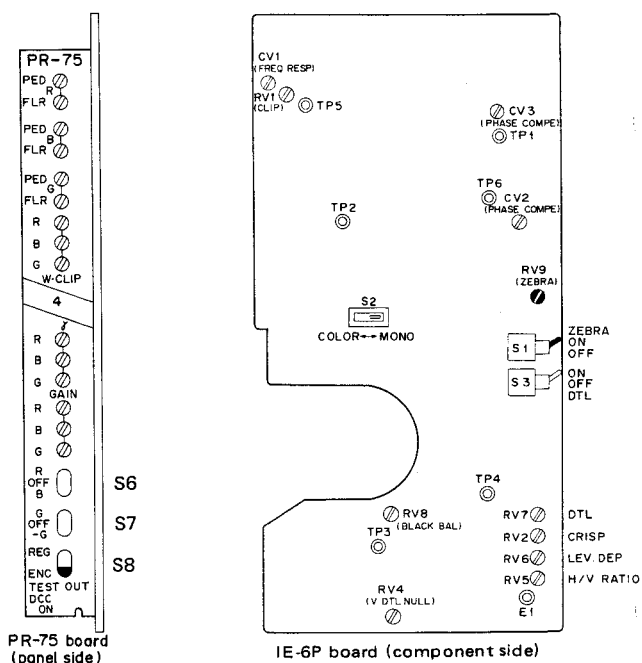 PR-75
PED
R
FLR
PED
B
FLR
PED
G
FLR
R
B
G
W-CLIP
4
γ
R
B
G
GAIN
R
B
G
R
OFF
B
S6
G
OFF
-G
S7
REG
ENC
S8
TEST OUT
DCC
ON
PR-75 board
(panel side)
CV1
(FREQ RESP)
RV1
(CLIP)
TP5
CV3
(PHASE COMPE)
TP1
TP6
CV2
(PHASE COMPE)
TP2
RV9
(ZEBRA)
S2
COLOR↔MONO
S1
ZEBRA
ON
OFF
S3
ON
OFF
DTL
TP4
RV8
(BLACK BAL)
TP3
RV7 DTL
RV2 CRISP
RV6 LEV. DEP
RV5 H/V RATIO
E1
RV4
(V DTL NULL)
IE-6P board (component side)